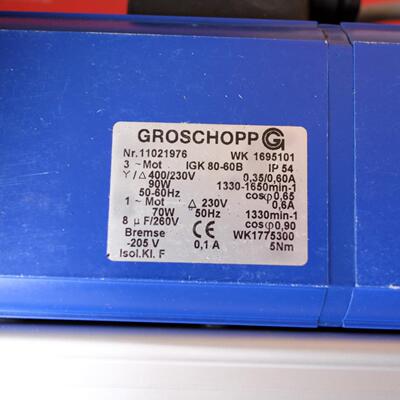 GROSCHOPP G
Nr.11021976 WK 1695101
3 ~Mot IGK 80-60B IP 54
Y/Δ400/230V 0,35/0,60A
90W 1330-1650min-1
50-60Hz cosφ0,65
1 ~Mot Δ 230V 0,6A
70W 50Hz 1330min-1
8 µF/260V CE cosφ0,90
Bremse WK1775300
-205 V 0,1 A 5Nm
Isol.Kl. F